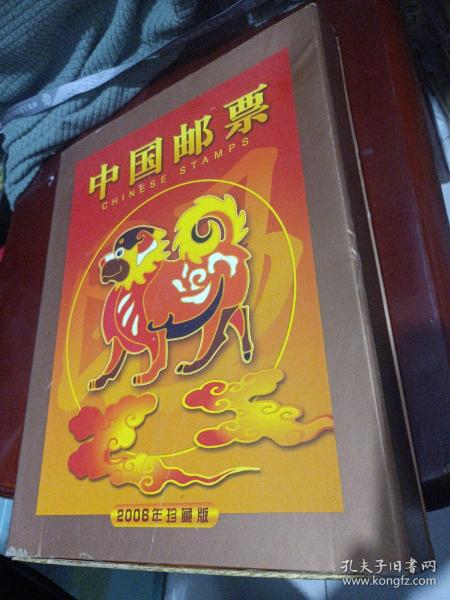 中国邮票
CHINESE STAMPS
2006年珍藏版
孔夫子旧书网
www.kongfz.com